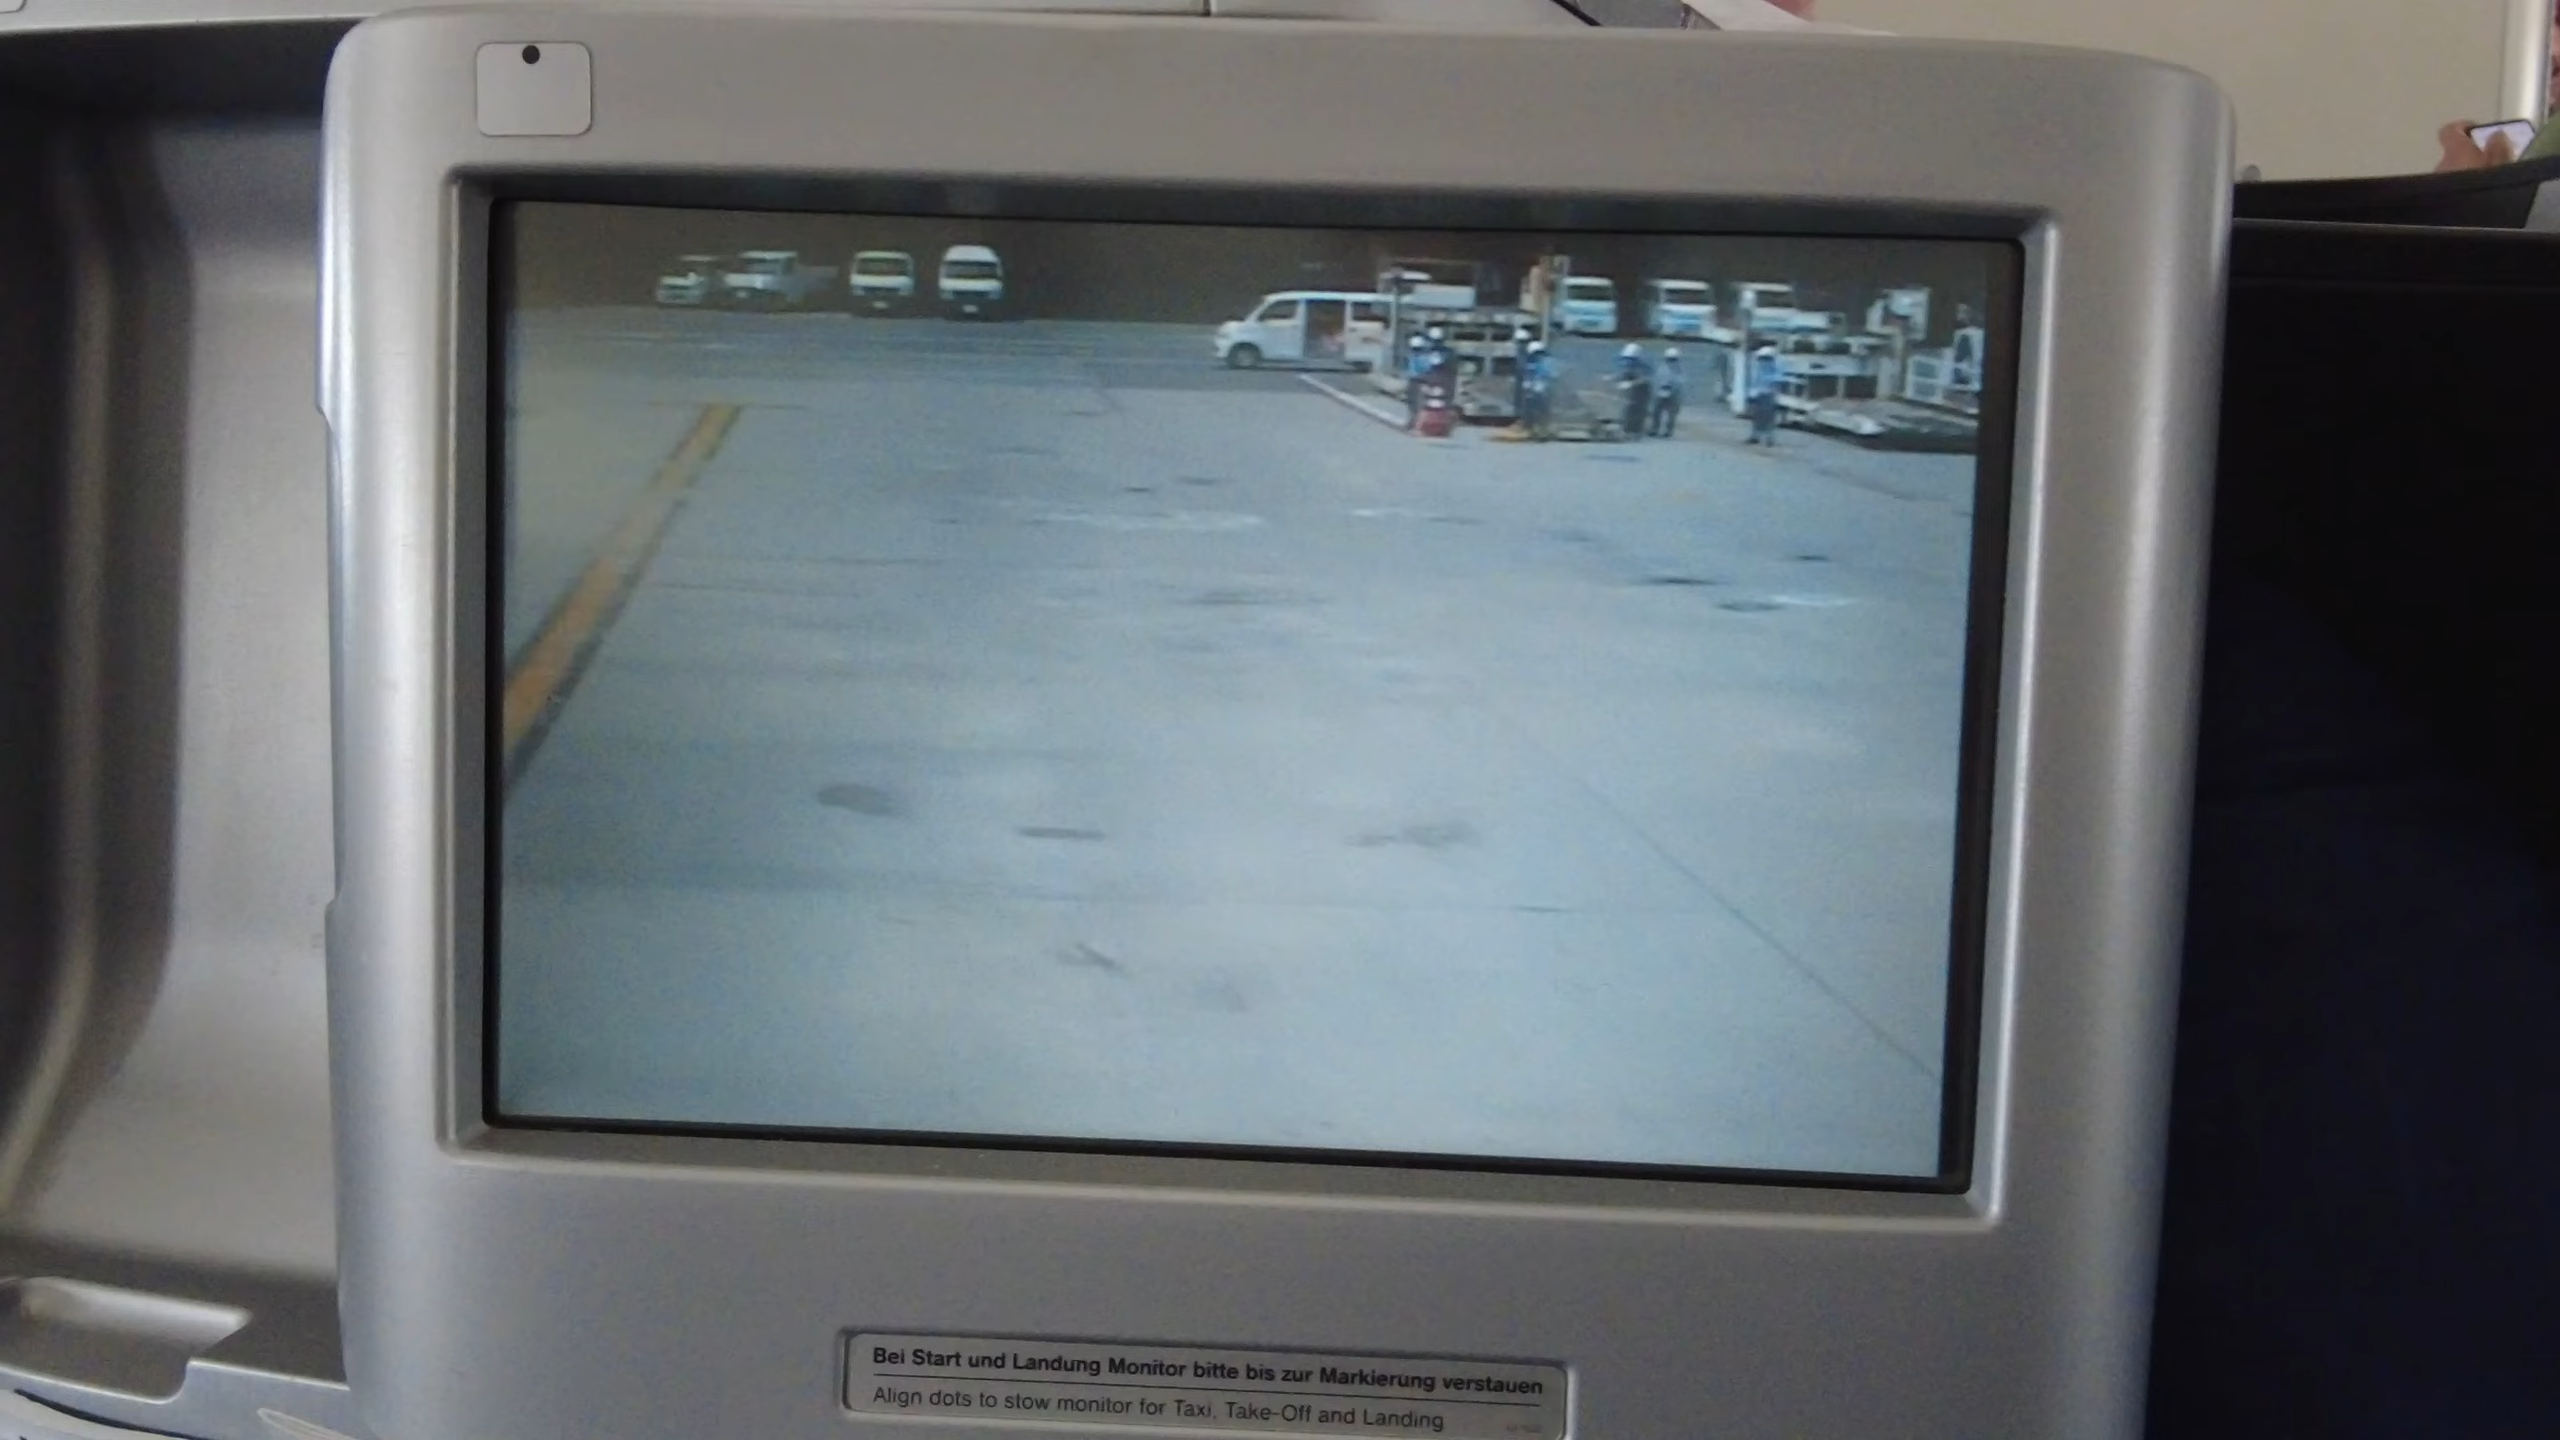 Bei Start und Landung Monitor bitte bis zur Markierung verstauen
Align dots to stow monitor for Taxi, Take-Off and Landing